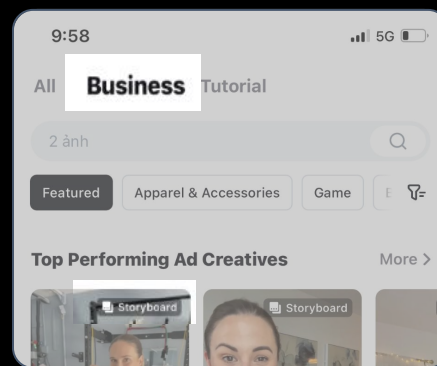 9:58 5G
All Business Tutorial
2 ảnh
Featured Apparel & Accessories Game
Top Performing Ad Creatives More >
Storyboard Storyboard